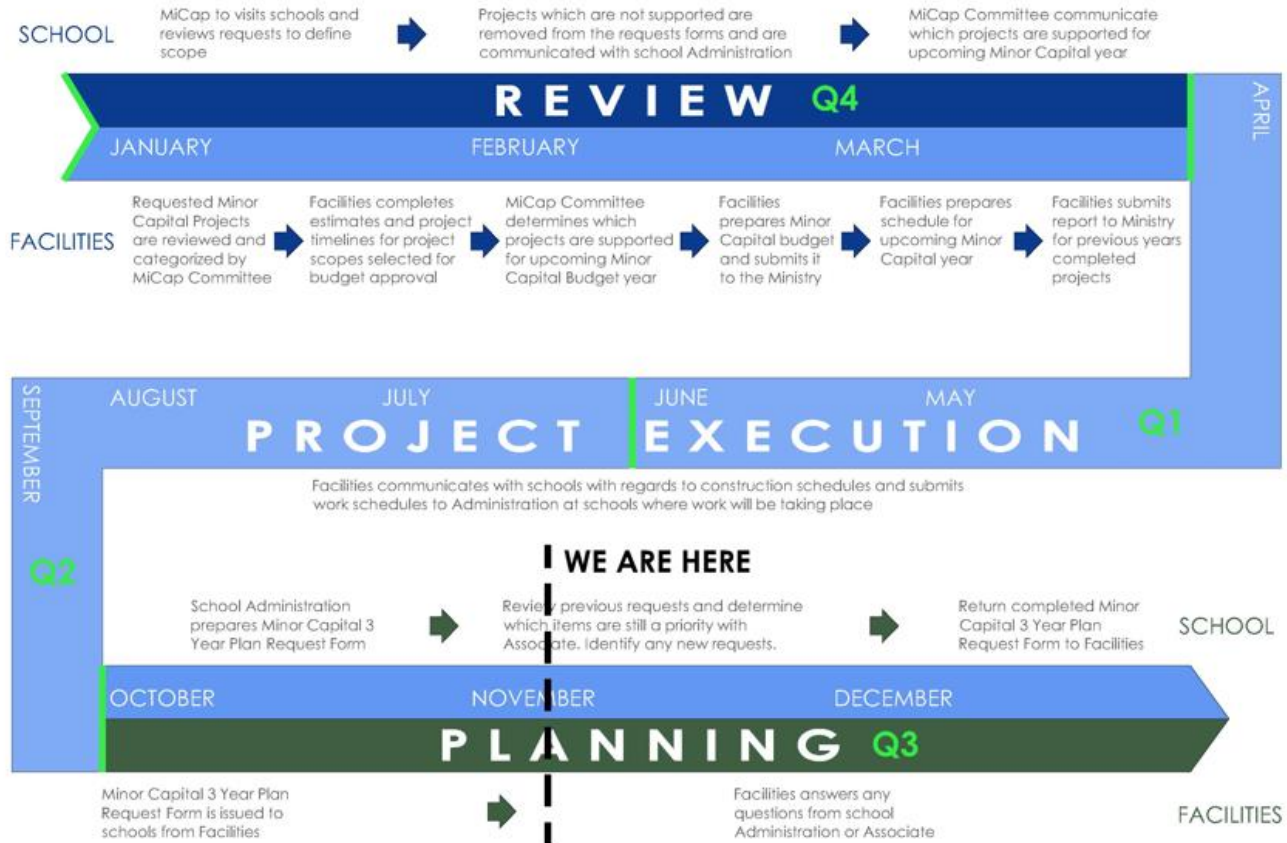 SCHOOL
MiCap to visits schools and
reviews requests to define
scope
Projects which are not supported are
removed from the requests forms and are
communicated with school Administration
MiCap Committee communicate
which projects are supported for
upcoming Minor Capital year
REVIEW Q4
APRIL
JANUARY FEBRUARY MARCH
FACILITIES
Requested Minor
Capital Projects
are reviewed and
categorized by
MiCap Committee
Facilities completes
estimates and project
timelines for project
scopes selected for
budget approval
MiCap Committee
determines which
projects are supported
for upcoming Minor
Capital Budget year
Facilities
prepares Minor
Capital budget
and submits it
to the Ministry
Facilities prepares
schedule for
upcoming Minor
Capital year
Facilities submits
report to Ministry
for previous years
completed
projects
SEPTEMBER
AUGUST JULY JUNE MAY
PROJECT EXECUTION Q1
Facilities communicates with schools with regards to construction schedules and submits
work schedules to Administration at schools where work will be taking place
Q2
WE ARE HERE
School Administration
prepares Minor Capital 3
Year Plan Request Form
Review previous requests and determine
which items are still a priority with
Associate. Identify any new requests.
Return completed Minor
Capital 3 Year Plan
Request Form to Facilities
SCHOOL
OCTOBER NOVEMBER DECEMBER
PLANNING Q3
Minor Capital 3 Year Plan
Request Form is issued to
schools from Facilities
Facilities answers any
questions from school
Administration or Associate
FACILITIES